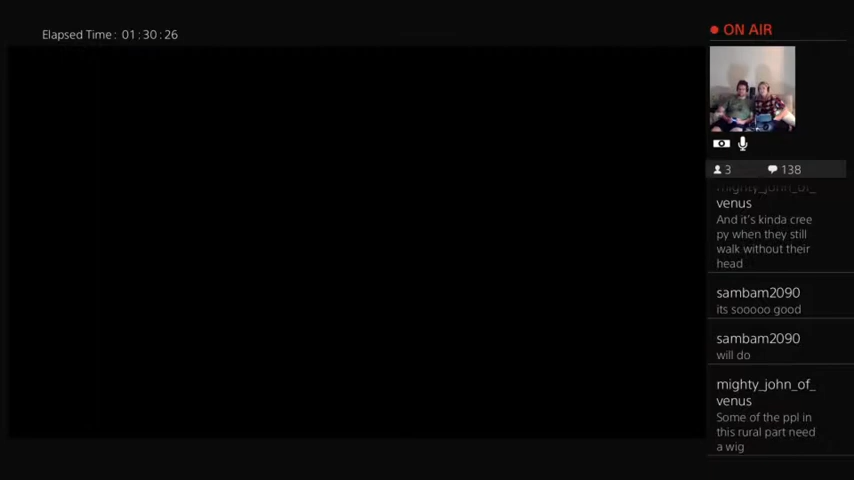 Elapsed Time: 01:30:26
ON AIR
3 138
mighty_john_of_
venus
And it's kinda cree
py when they still
walk without their
head
sambam2090
its sooooo good
sambam2090
will do
mighty_john_of_
venus
Some of the ppl in
this rural part need
a wig